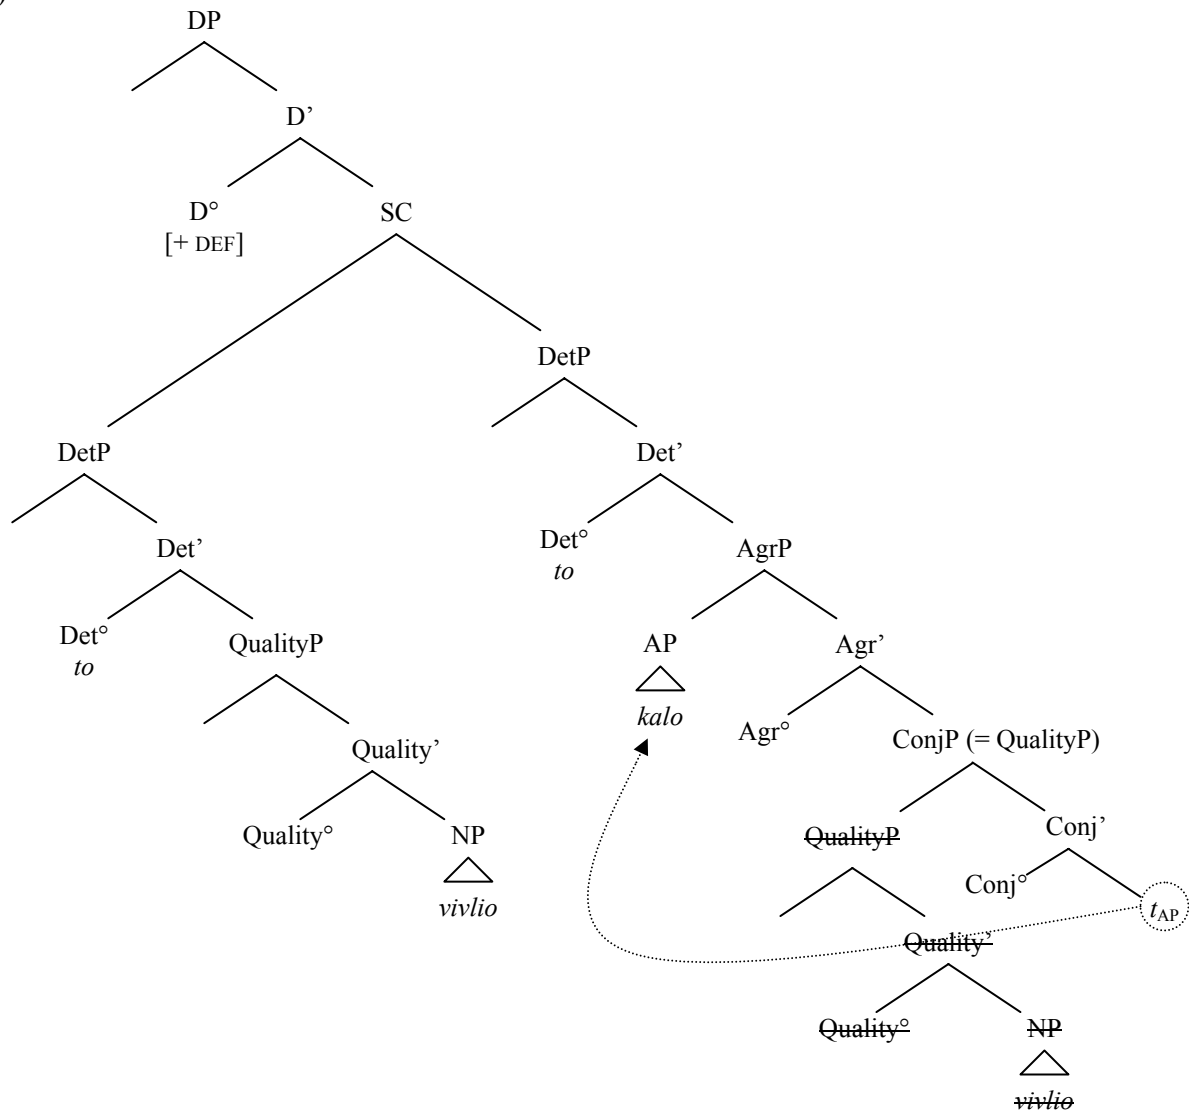 )
DP
D’
D° SC
[+ DEF]
DetP
DetP Det’
Det’ Det° AgrP
to
Det° QualityP AP Agr’
to
kalo Agr° ConjP (= QualityP)
Quality’
Quality° NP QualityP Conj’
vivlio Conj° tAP
Quality’
Quality° NP
vivlio